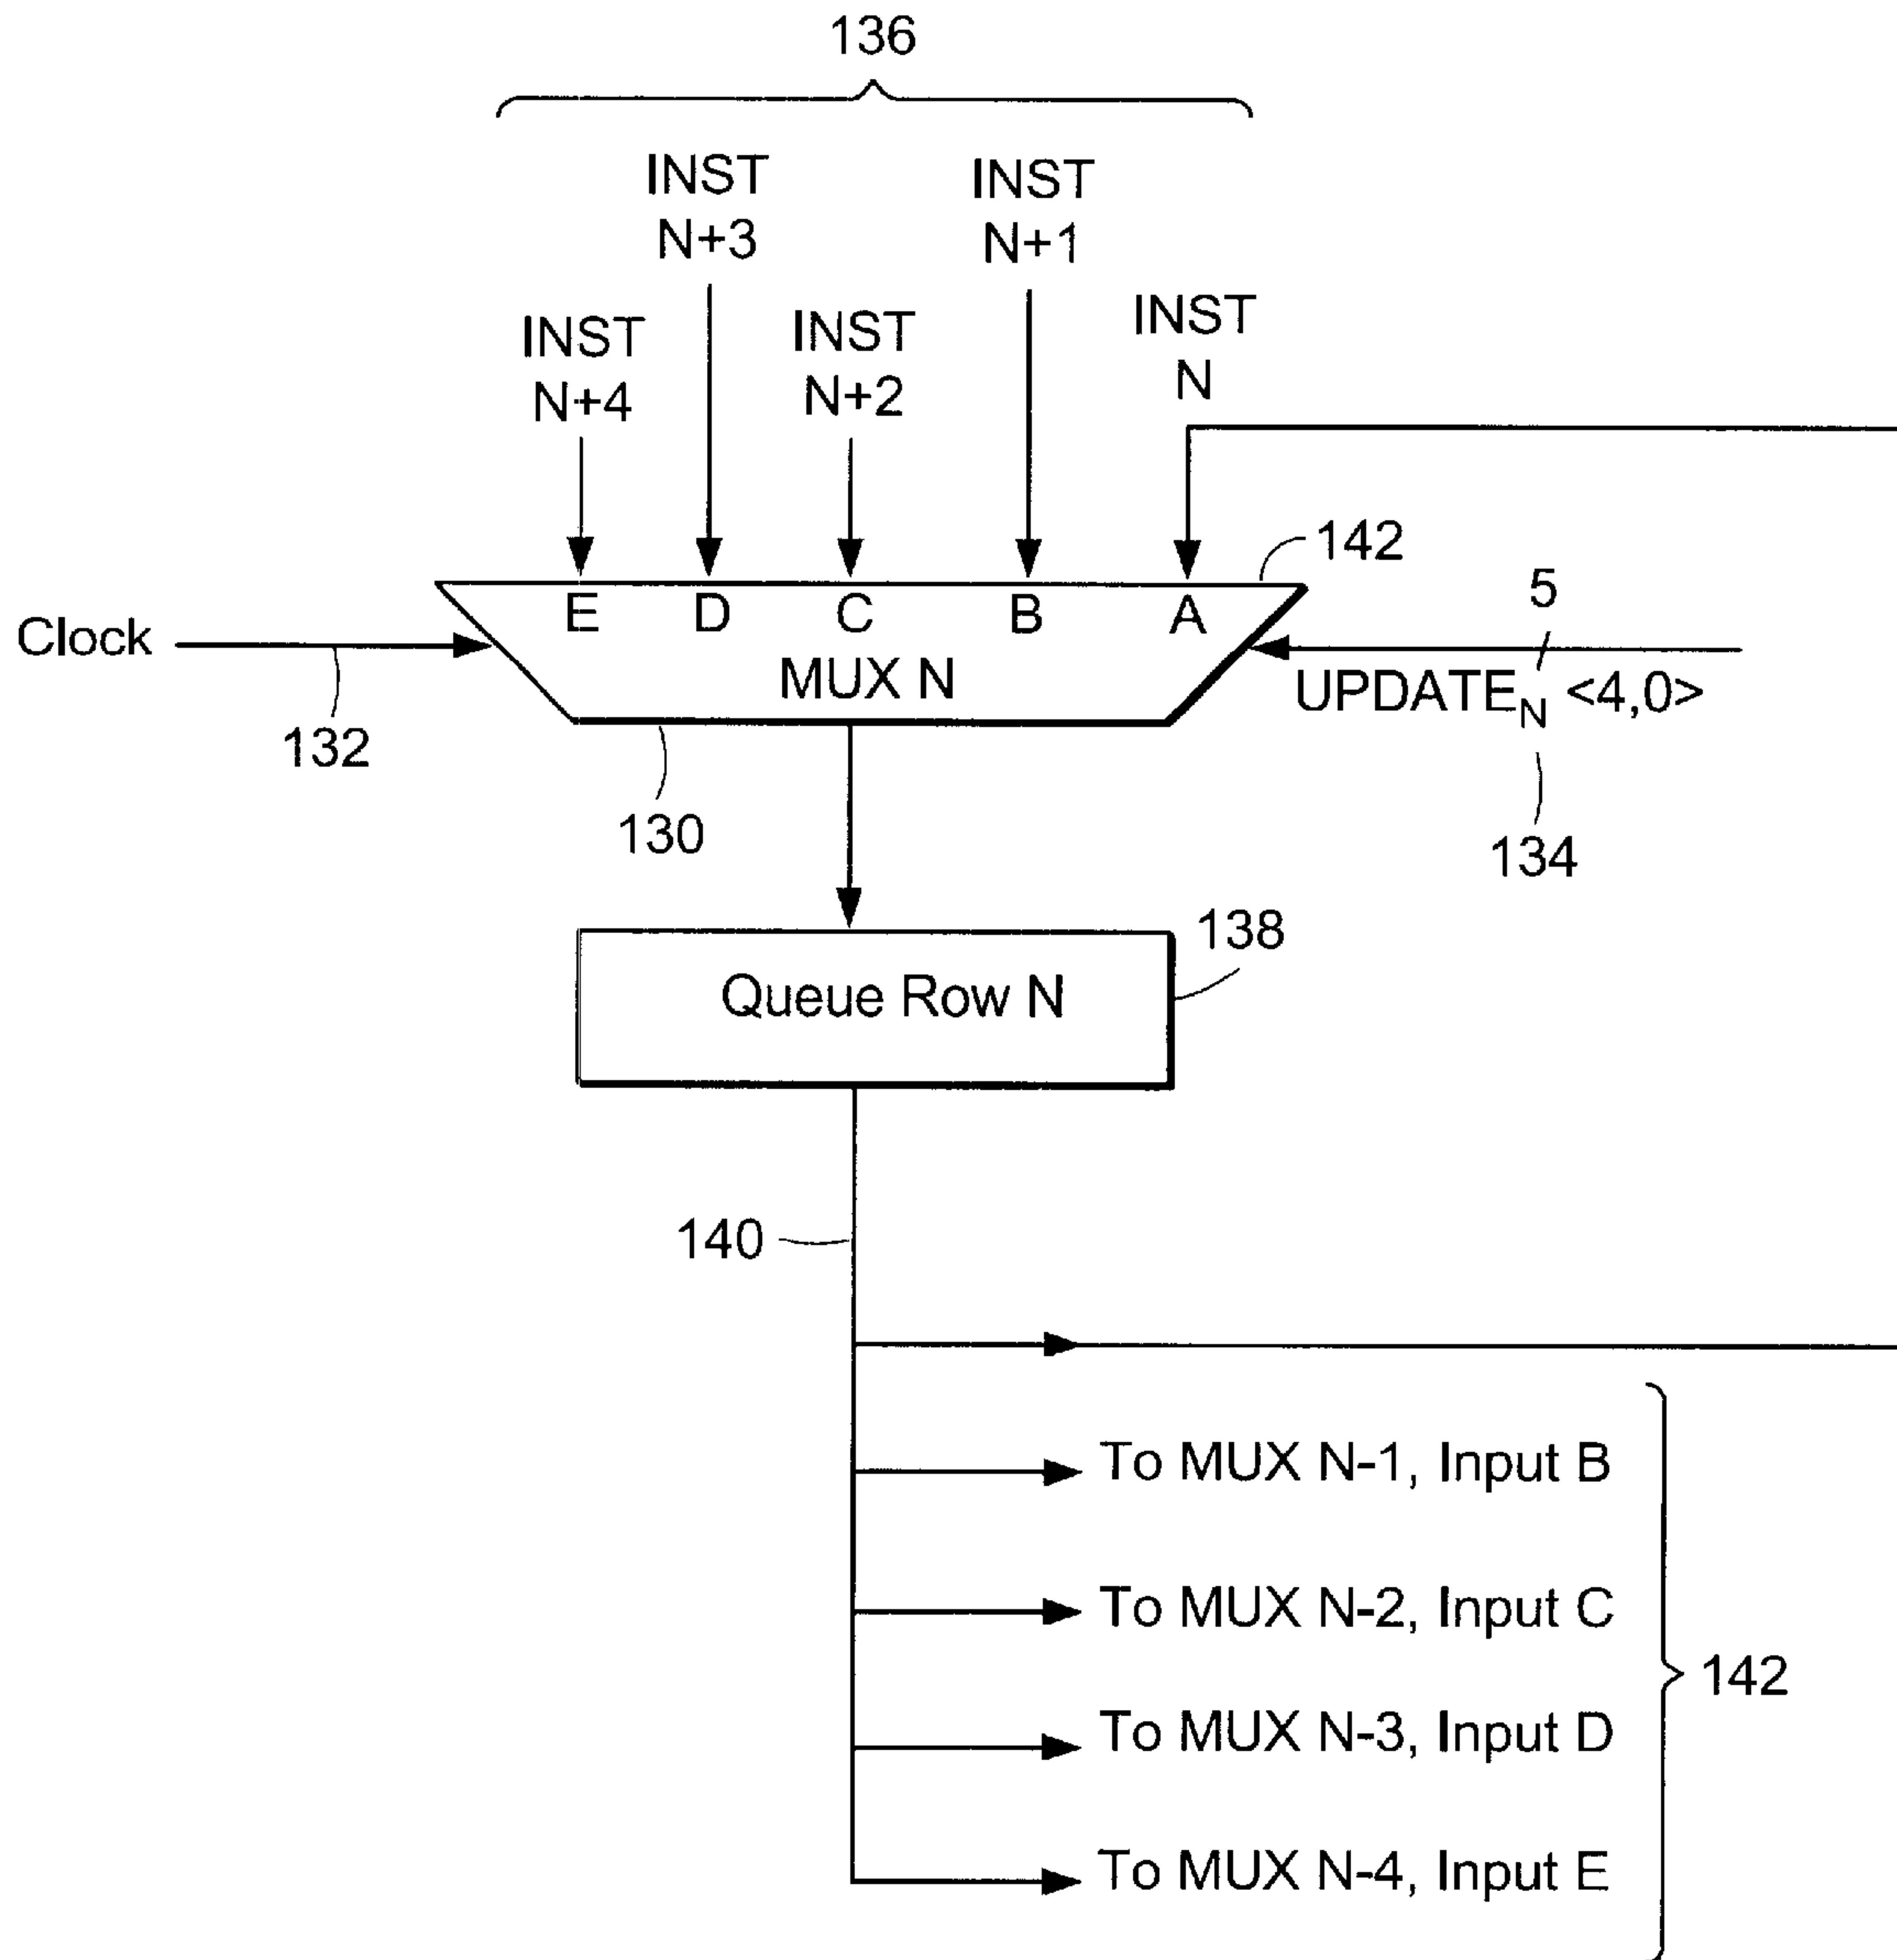 136
INST
N+3
INST
N+1
INST
N+4
INST
N+2
INST
N
142
5
Clock
E D C B A
MUX N
UPDATE_N <4,0>
132
130
134
138
Queue Row N
140
To MUX N-1, Input B
To MUX N-2, Input C
142
To MUX N-3, Input D
To MUX N-4, Input E